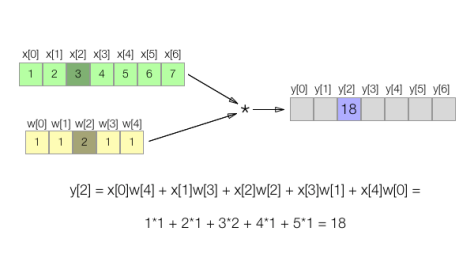 x[0] x[1] x[2] x[3] x[4] x[5] x[6]
1 2 3 4 5 6 7
w[0] w[1] w[2] w[3] w[4]
1 1 2 1 1
*
y[0] y[1] y[2] y[3] y[4] y[5] y[6]
18
y[2] = x[0]w[4] + x[1]w[3] + x[2]w[2] + x[3]w[1] + x[4]w[0] =
1*1 + 2*1 + 3*2 + 4*1 + 5*1 = 18